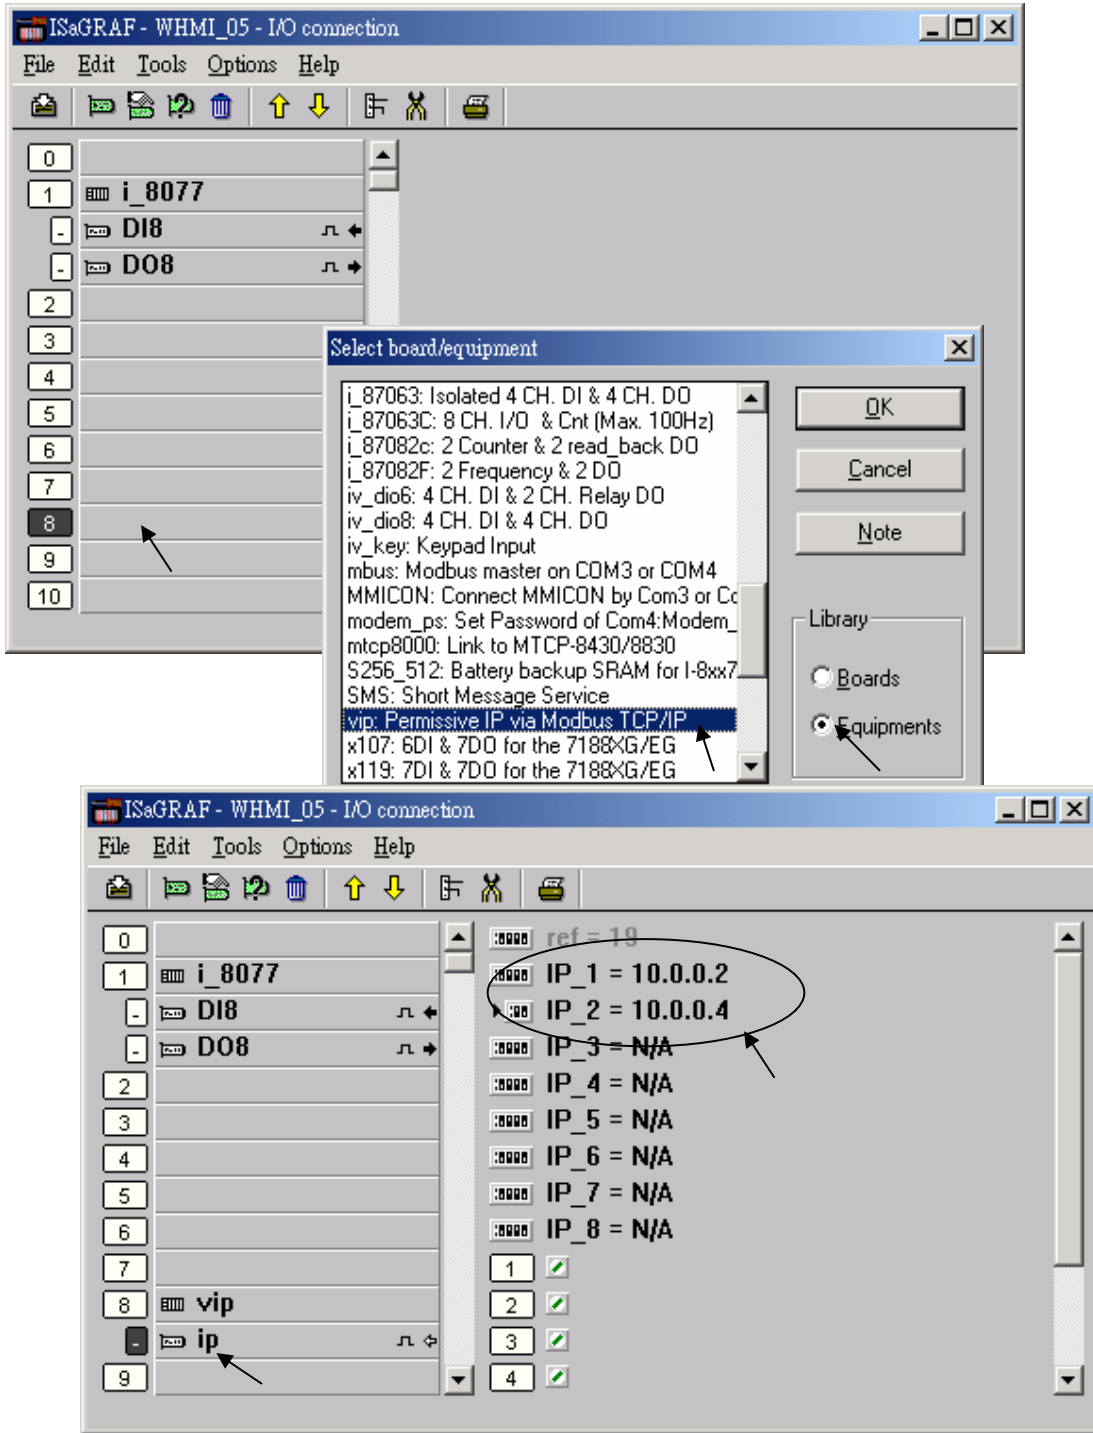 ISaGRAF - WHMI_05 - I/O connection
File Edit Tools Options Help
0
1 i_8077
- DI8
- DO8
2
3
4
5
6
7
8
9
10
Select board/equipment
i_87063: Isolated 4 CH. DI & 4 CH. DO
i_87063C: 8 CH. I/O & Cnt (Max. 100Hz)
i_87082c: 2 Counter & 2 read_back DO
i_87082F: 2 Frequency & 2 DO
iv_dio6: 4 CH. DI & 2 CH. Relay DO
iv_dio8: 4 CH. DI & 4 CH. DO
iv_key: Keypad Input
mbus: Modbus master on COM3 or COM4
MMICON: Connect MMICON by Com3 or Co
modem_ps: Set Password of Com4:Modem_
mtcp8000: Link to MTCP-8430/8830
S256_512: Battery backup SRAM for I-8xx7
SMS: Short Message Service
vip: Permissive IP via Modbus TCP/IP
x107: 6DI & 7DO for the 7188XG/EG
x119: 7DI & 7DO for the 7188XG/EG
OK
Cancel
Note
Library
Boards
Equipments
ISaGRAF - WHMI_05 - I/O connection
File Edit Tools Options Help
0
1 i_8077
- DI8
- DO8
2
3
4
5
6
7
8 vip
- ip
9
ref = 19
IP_1 = 10.0.0.2
IP_2 = 10.0.0.4
IP_3 = N/A
IP_4 = N/A
IP_5 = N/A
IP_6 = N/A
IP_7 = N/A
IP_8 = N/A
1
2
3
4